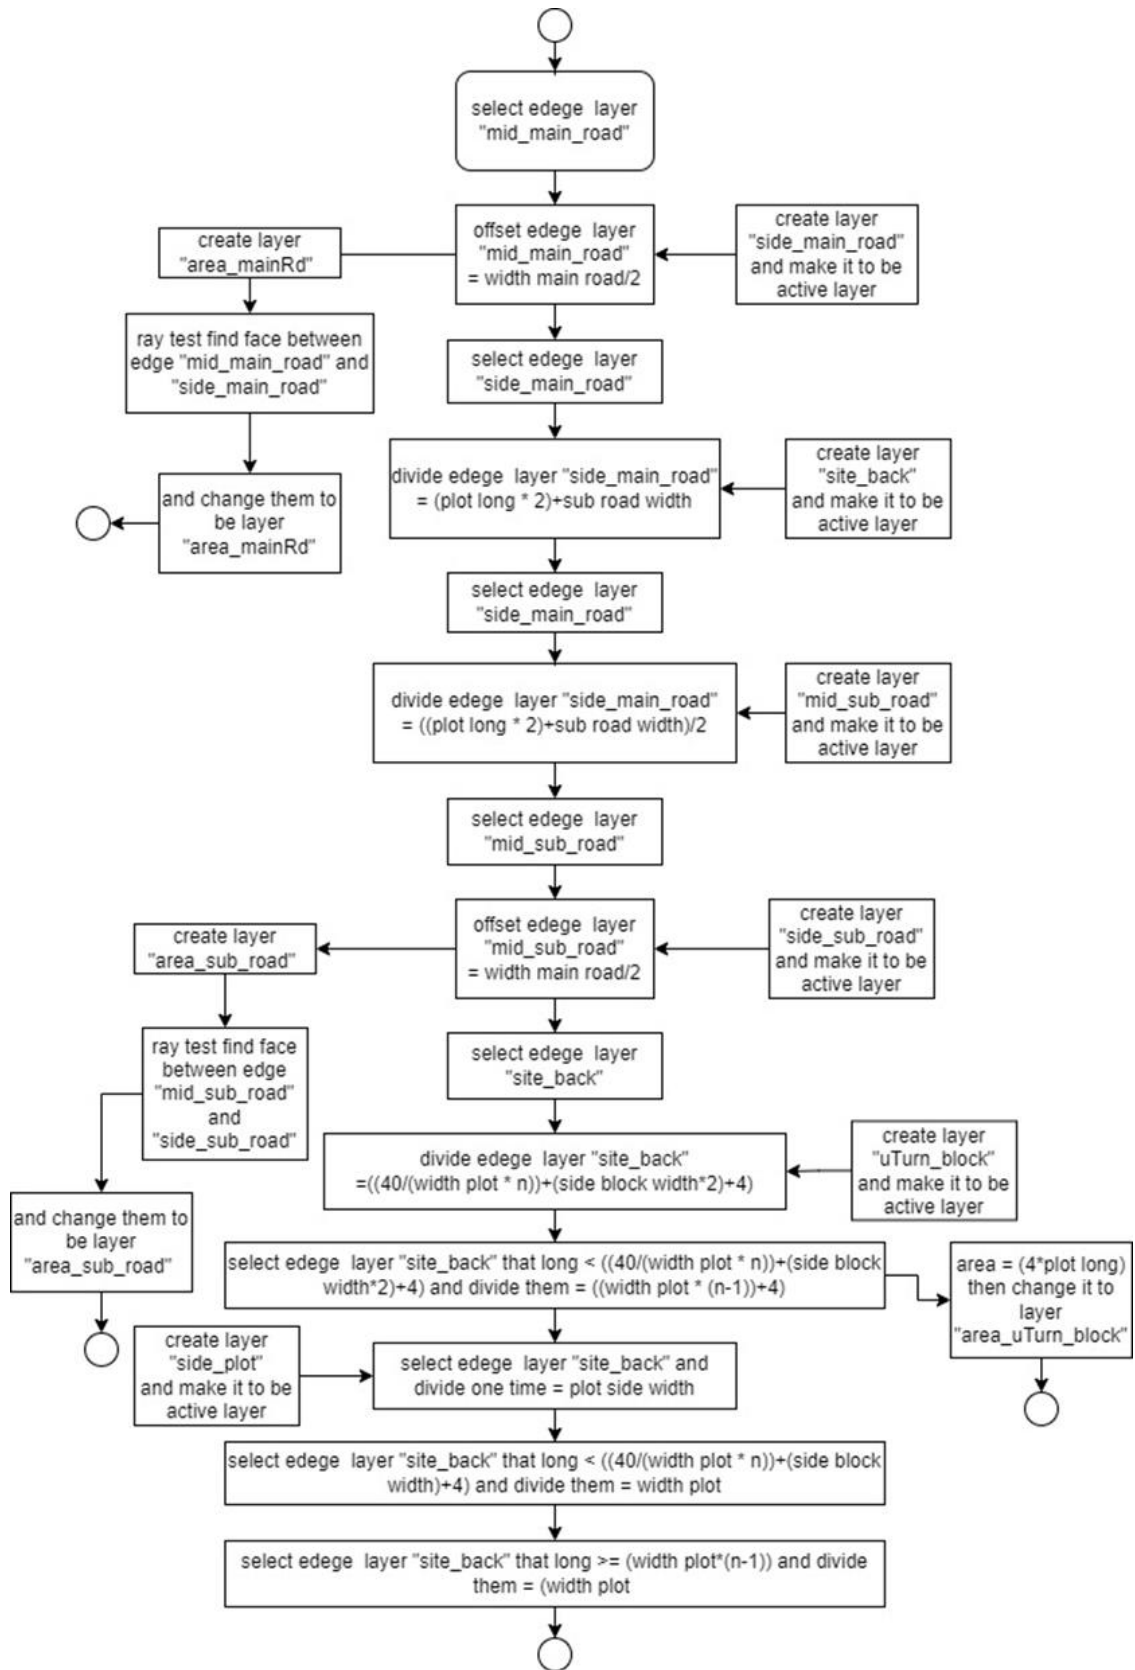 select edege  layer
"mid_main_road"
offset edege  layer
"mid_main_road"
= width main road/2
create layer
"side_main_road"
and make it to be
active layer
create layer
"area_mainRd"
ray test find face between
edge "mid_main_road" and
"side_main_road"
and change them to
be layer
"area_mainRd"
select edege  layer
"side_main_road"
divide edege  layer "side_main_road"
= (plot long * 2)+sub road width
create layer
"site_back"
and make it to be
active layer
select edege  layer
"side_main_road"
divide edege  layer "side_main_road"
= ((plot long * 2)+sub road width)/2
create layer
"mid_sub_road"
and make it to be
active layer
select edege  layer
"mid_sub_road"
offset edege  layer
"mid_sub_road"
= width main road/2
create layer
"side_sub_road"
and make it to be
active layer
create layer
"area_sub_road"
ray test find face
between edge
"mid_sub_road"
and
"side_sub_road"
and change them to
be layer
"area_sub_road"
select edege  layer
"site_back"
divide edege  layer "site_back"
=((40/(width plot * n))+(side block width*2)+4)
create layer
"uTurn_block"
and make it to be
active layer
select edege  layer "site_back" that long < ((40/(width plot * n))+(side block
width*2)+4) and divide them = ((width plot * (n-1))+4)
area = (4*plot long)
then change it to
layer
"area_uTurn_block"
create layer
"side_plot"
and make it to be
active layer
select edege  layer "site_back" and
divide one time = plot side width
select edege  layer "site_back" that long < ((40/(width plot * n))+(side block
width)+4) and divide them = width plot
select edege  layer "site_back" that long >= (width plot*(n-1)) and divide
them = (width plot